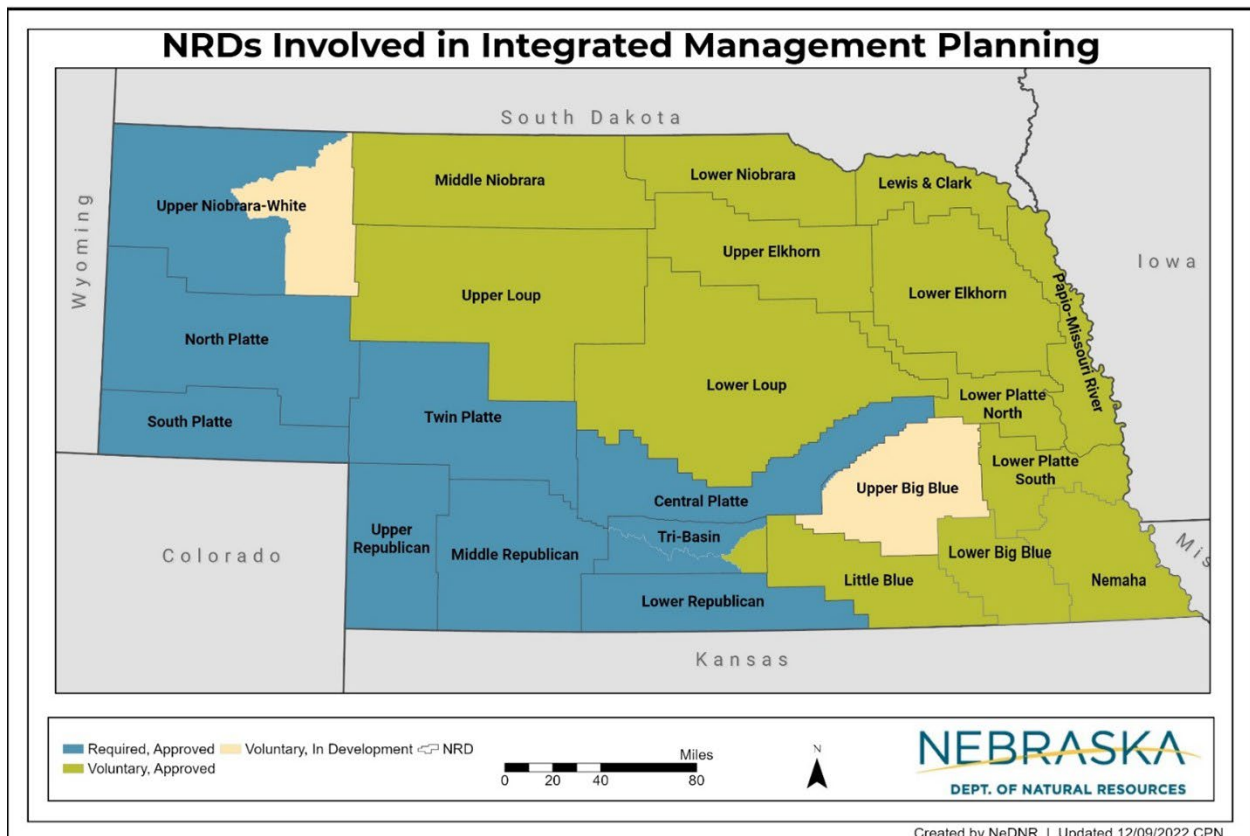 NRDs Involved in Integrated Management Planning
South Dakota
Wyoming
Iowa
Colorado
Kansas
Mis
Upper Niobrara-White
Middle Niobrara
Lower Niobrara
Lewis & Clark
Upper Elkhorn
Lower Elkhorn
Papio-Missouri River
Upper Loup
North Platte
Lower Loup
South Platte
Twin Platte
Lower Platte
North
Lower Platte
South
Central Platte
Upper Big Blue
Upper
Republican
Middle Republican
Tri-Basin
Lower Big Blue
Little Blue
Nemaha
Lower Republican
Required, Approved
Voluntary, In Development
NRD
Voluntary, Approved
Miles
0 20 40 80
N
NEBRASKA
DEPT. OF NATURAL RESOURCES
Created by NeDNR | Updated 12/09/2022 CPN